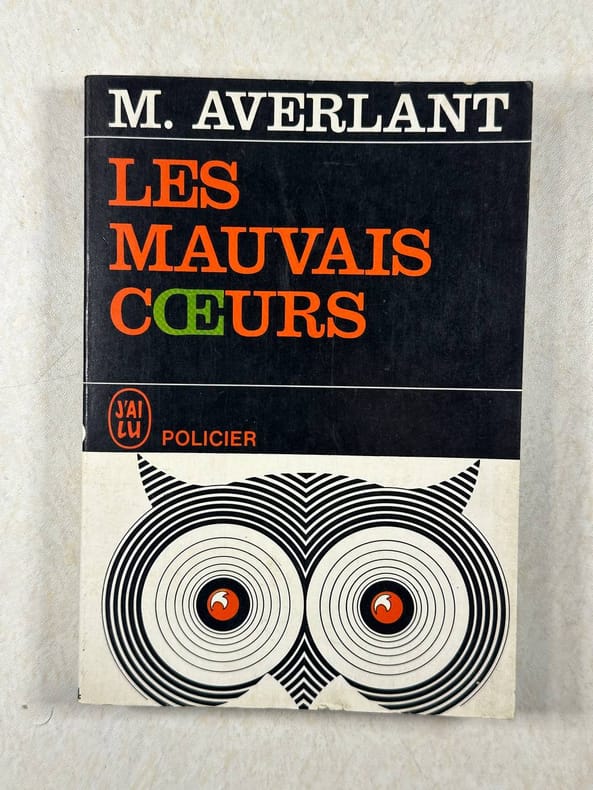 M. AVERLANT
LES
MAUVAIS
CŒURS
J'AI
LU
POLICIER